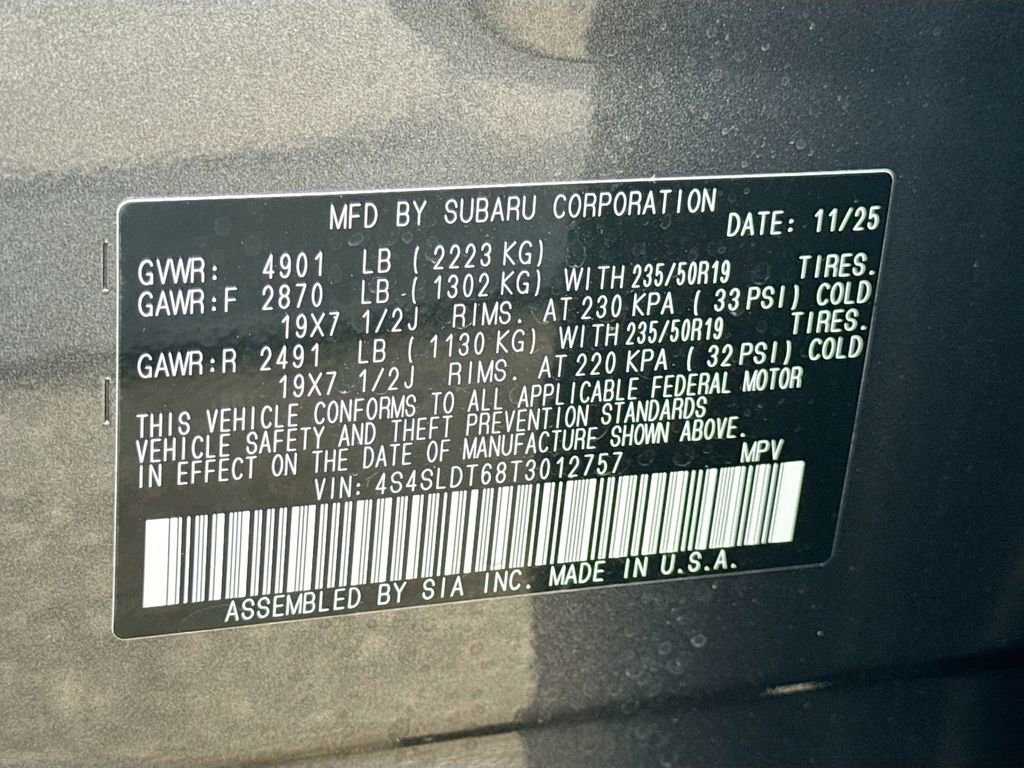 MFD BY SUBARU CORPORATION DATE: 11/25
GVWR: 4901 LB ( 2223 KG)
GAWR:F 2870 LB ( 1302 KG) WITH 235/50R19 TIRES.
19X7 1/2J RIMS. AT 230 KPA ( 33 PSI) COLD
GAWR:R 2491 LB ( 1130 KG) WITH 235/50R19 TIRES.
19X7 1/2J RIMS. AT 220 KPA ( 32 PSI) COLD
THIS VEHICLE CONFORMS TO ALL APPLICABLE FEDERAL MOTOR
VEHICLE SAFETY AND THEFT PREVENTION STANDARDS
IN EFFECT ON THE DATE OF MANUFACTURE SHOWN ABOVE.
VIN: 4S4SLDT68T3012757 MPV
ASSEMBLED BY SIA INC. MADE IN U.S.A.